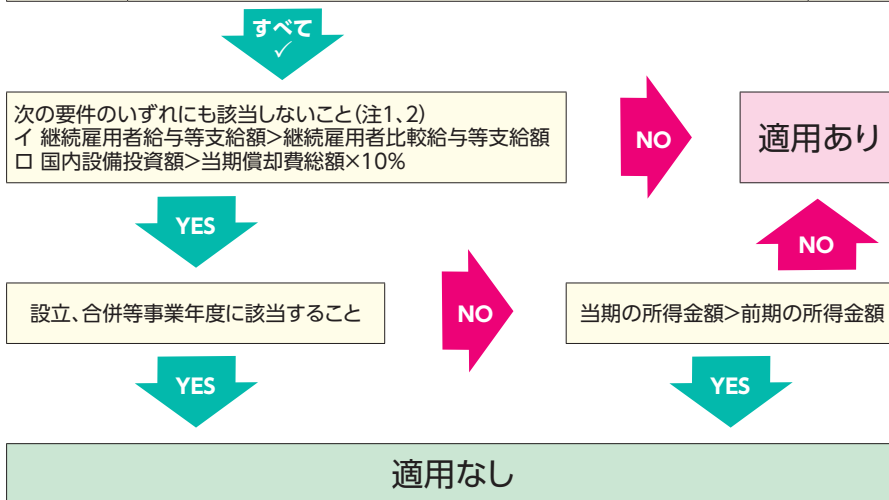 すべて
✓
次の要件のいずれにも該当しないこと(注1、2)
イ 継続雇用者給与等支給額>継続雇用者比較給与等支給額
ロ 国内設備投資額>当期償却費総額×10%
NO
適用あり
YES
NO
設立、合併等事業年度に該当すること
NO
当期の所得金額>前期の所得金額
YES
YES
適用なし